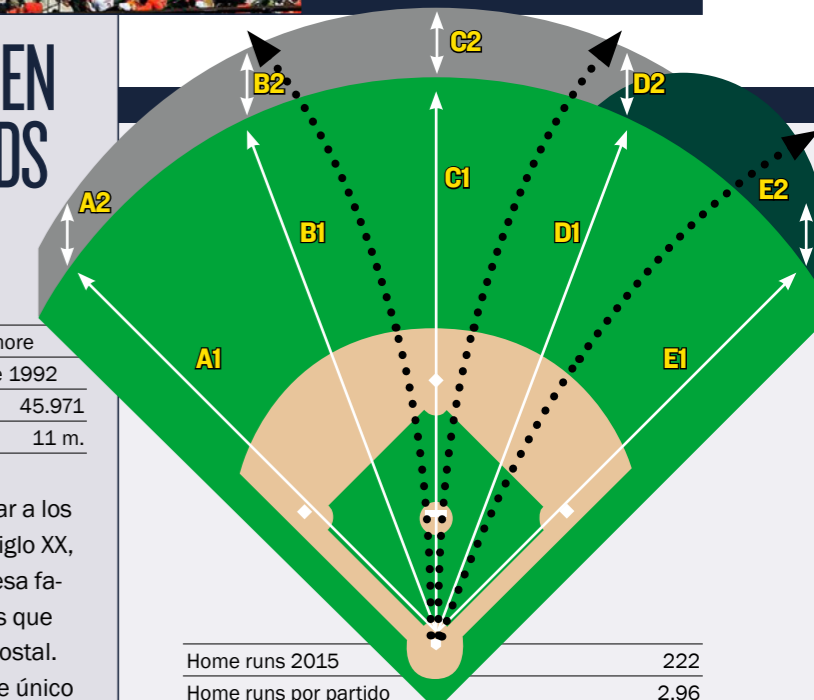 EN
DS
more
e 1992
45.971
11 m.
ar a los
iglo XX,
esa fa-
s que
ostal.
e único
A2
B2
C2
D2
E2
A1
B1
C1
D1
E1
Home runs 2015 222
Home runs por partido 2.96